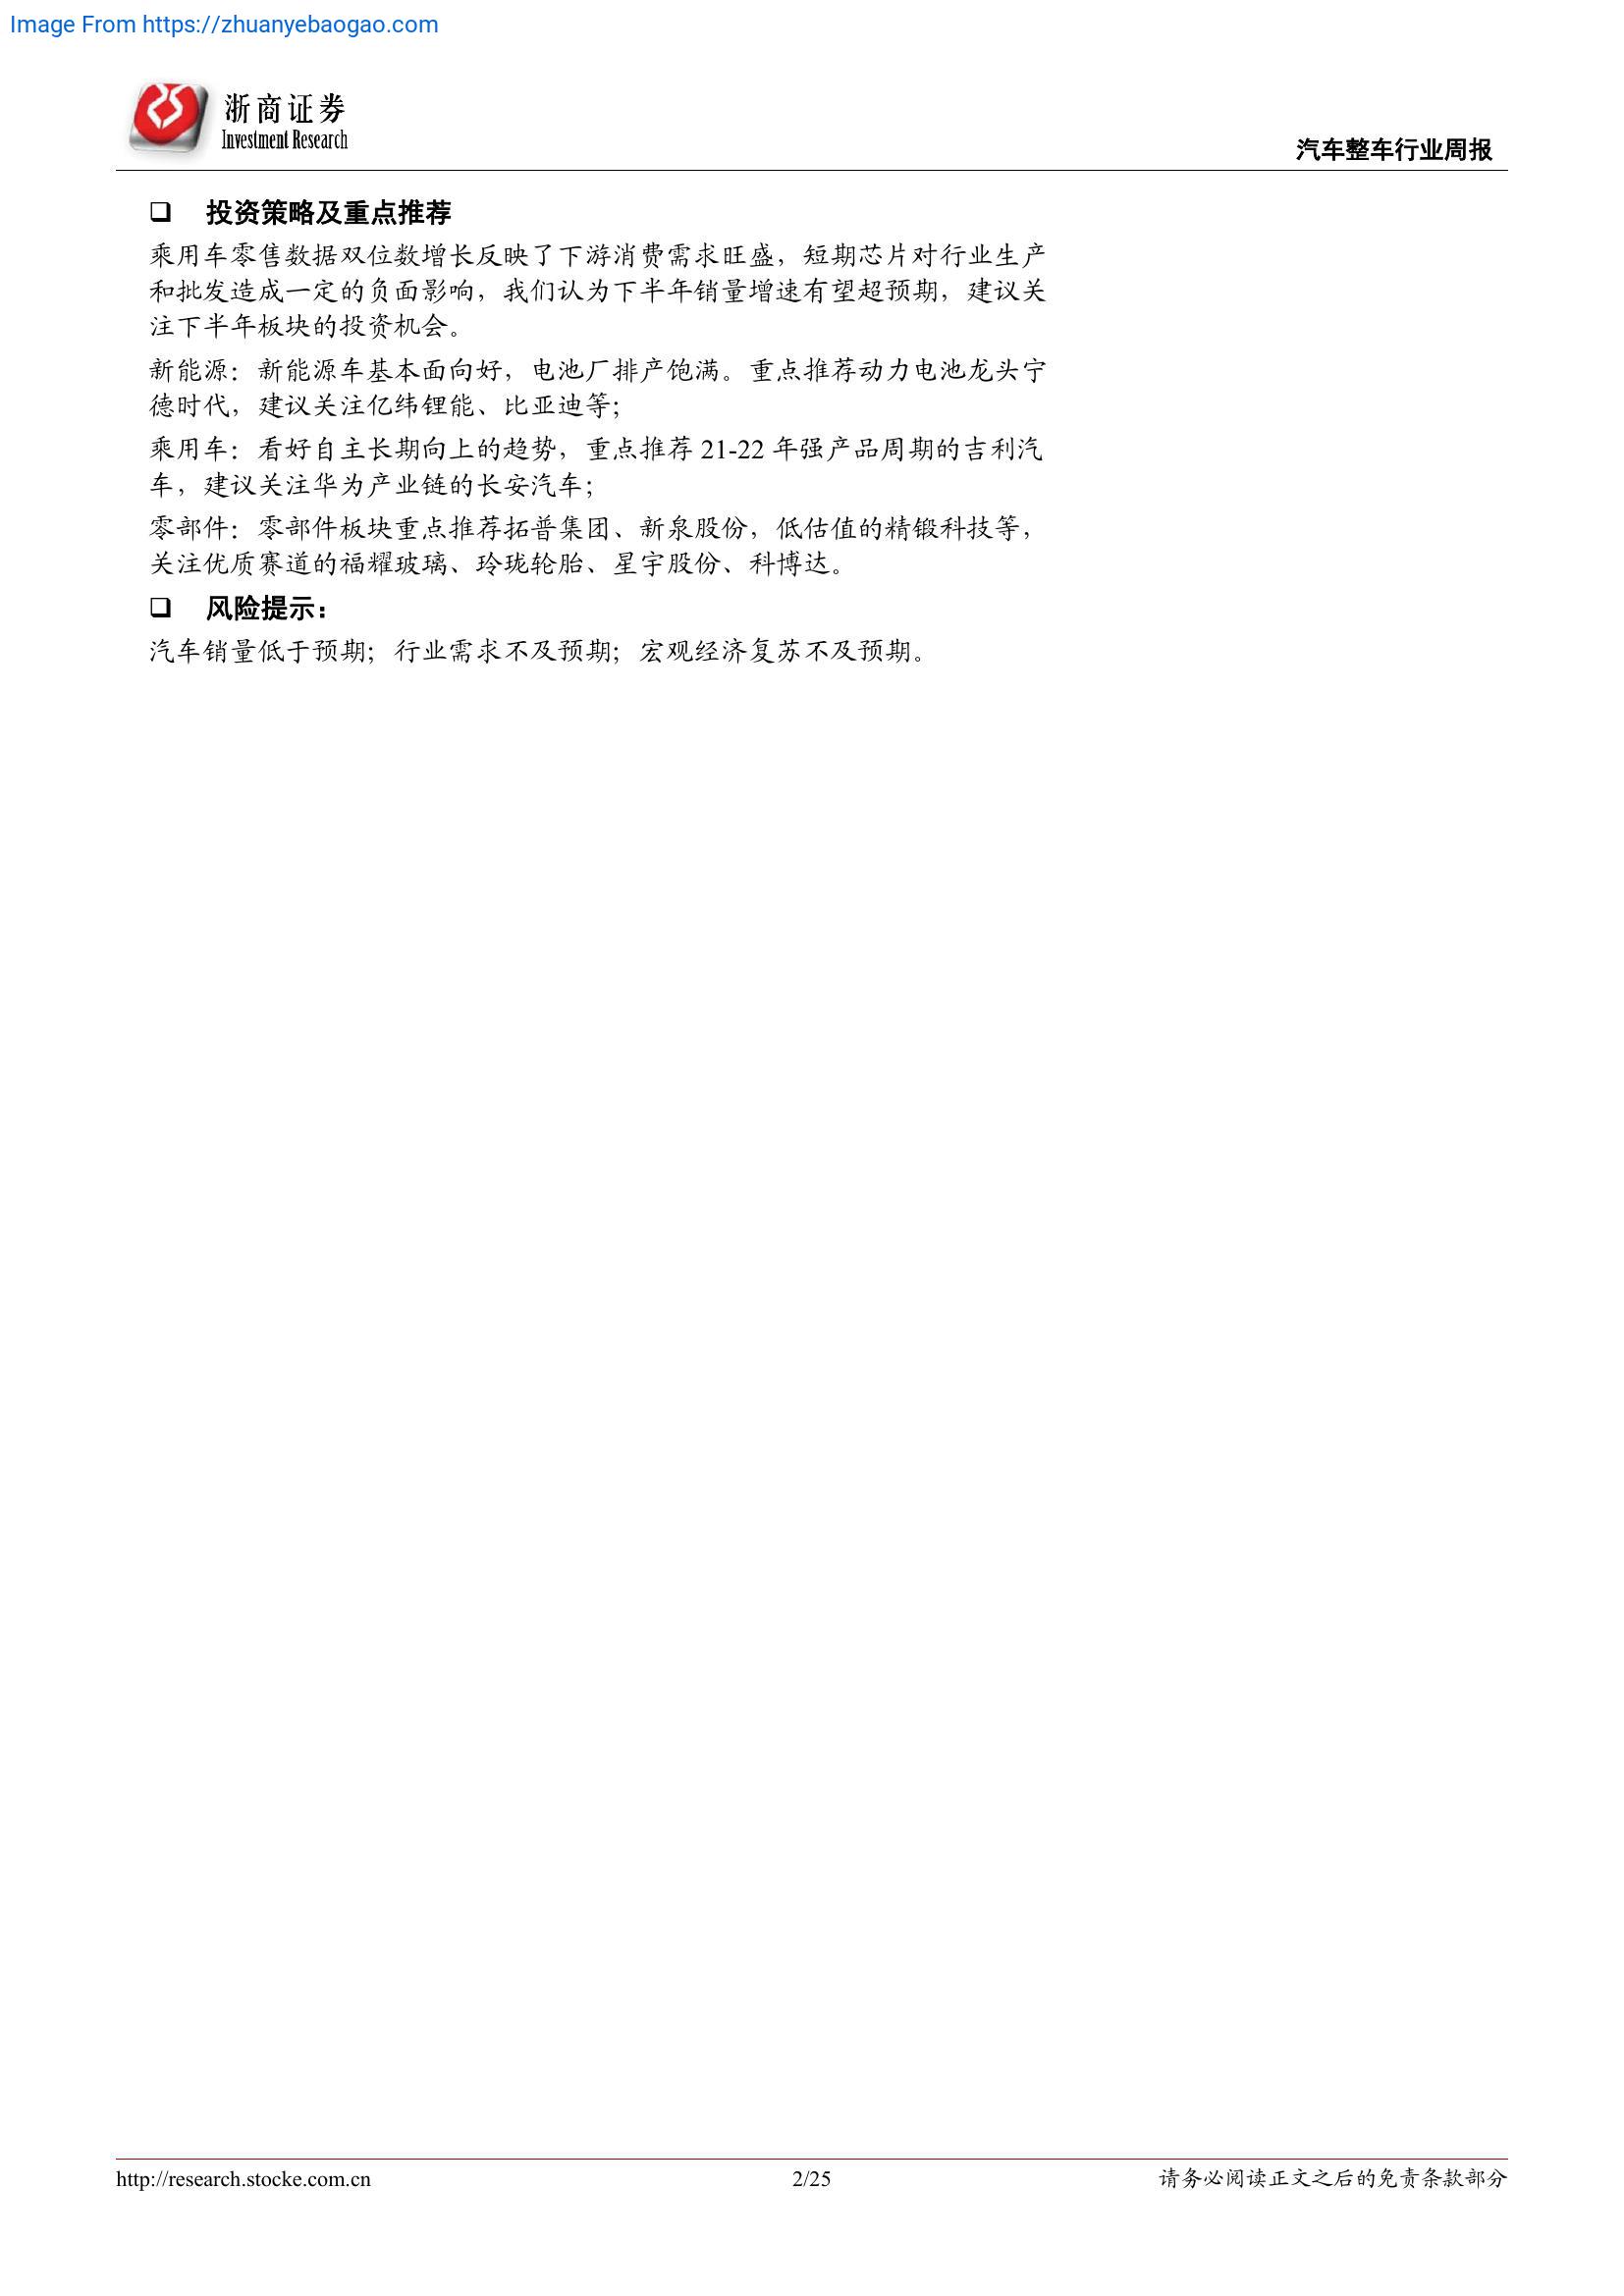 Image From https://zhuanyebaogao.com
浙商证券
Investment Research
汽车整车行业周报
❑ 投资策略及重点推荐
乘用车零售数据双位数增长反映了下游消费需求旺盛，短期芯片对行业生产
和批发造成一定的负面影响，我们认为下半年销量增速有望超预期，建议关
注下半年板块的投资机会。
新能源：新能源车基本面向好，电池厂排产饱满。重点推荐动力电池龙头宁
德时代，建议关注亿纬锂能、比亚迪等；
乘用车：看好自主长期向上的趋势，重点推荐 21-22 年强产品周期的吉利汽
车，建议关注华为产业链的长安汽车；
零部件：零部件板块重点推荐拓普集团、新泉股份，低估值的精锻科技等，
关注优质赛道的福耀玻璃、玲珑轮胎、星宇股份、科博达。
❑ 风险提示：
汽车销量低于预期；行业需求不及预期；宏观经济复苏不及预期。
http://research.stocke.com.cn
2/25
请务必阅读正文之后的免责条款部分